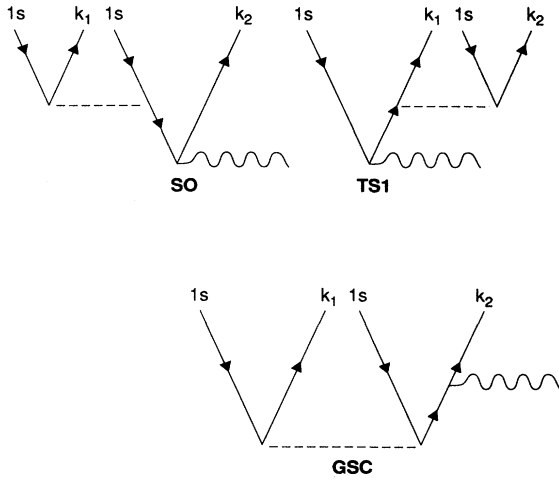 1s k₁ 1s k₂ 1s k₁ 1s k₂
SO TS1
1s k₁ 1s k₂
GSC